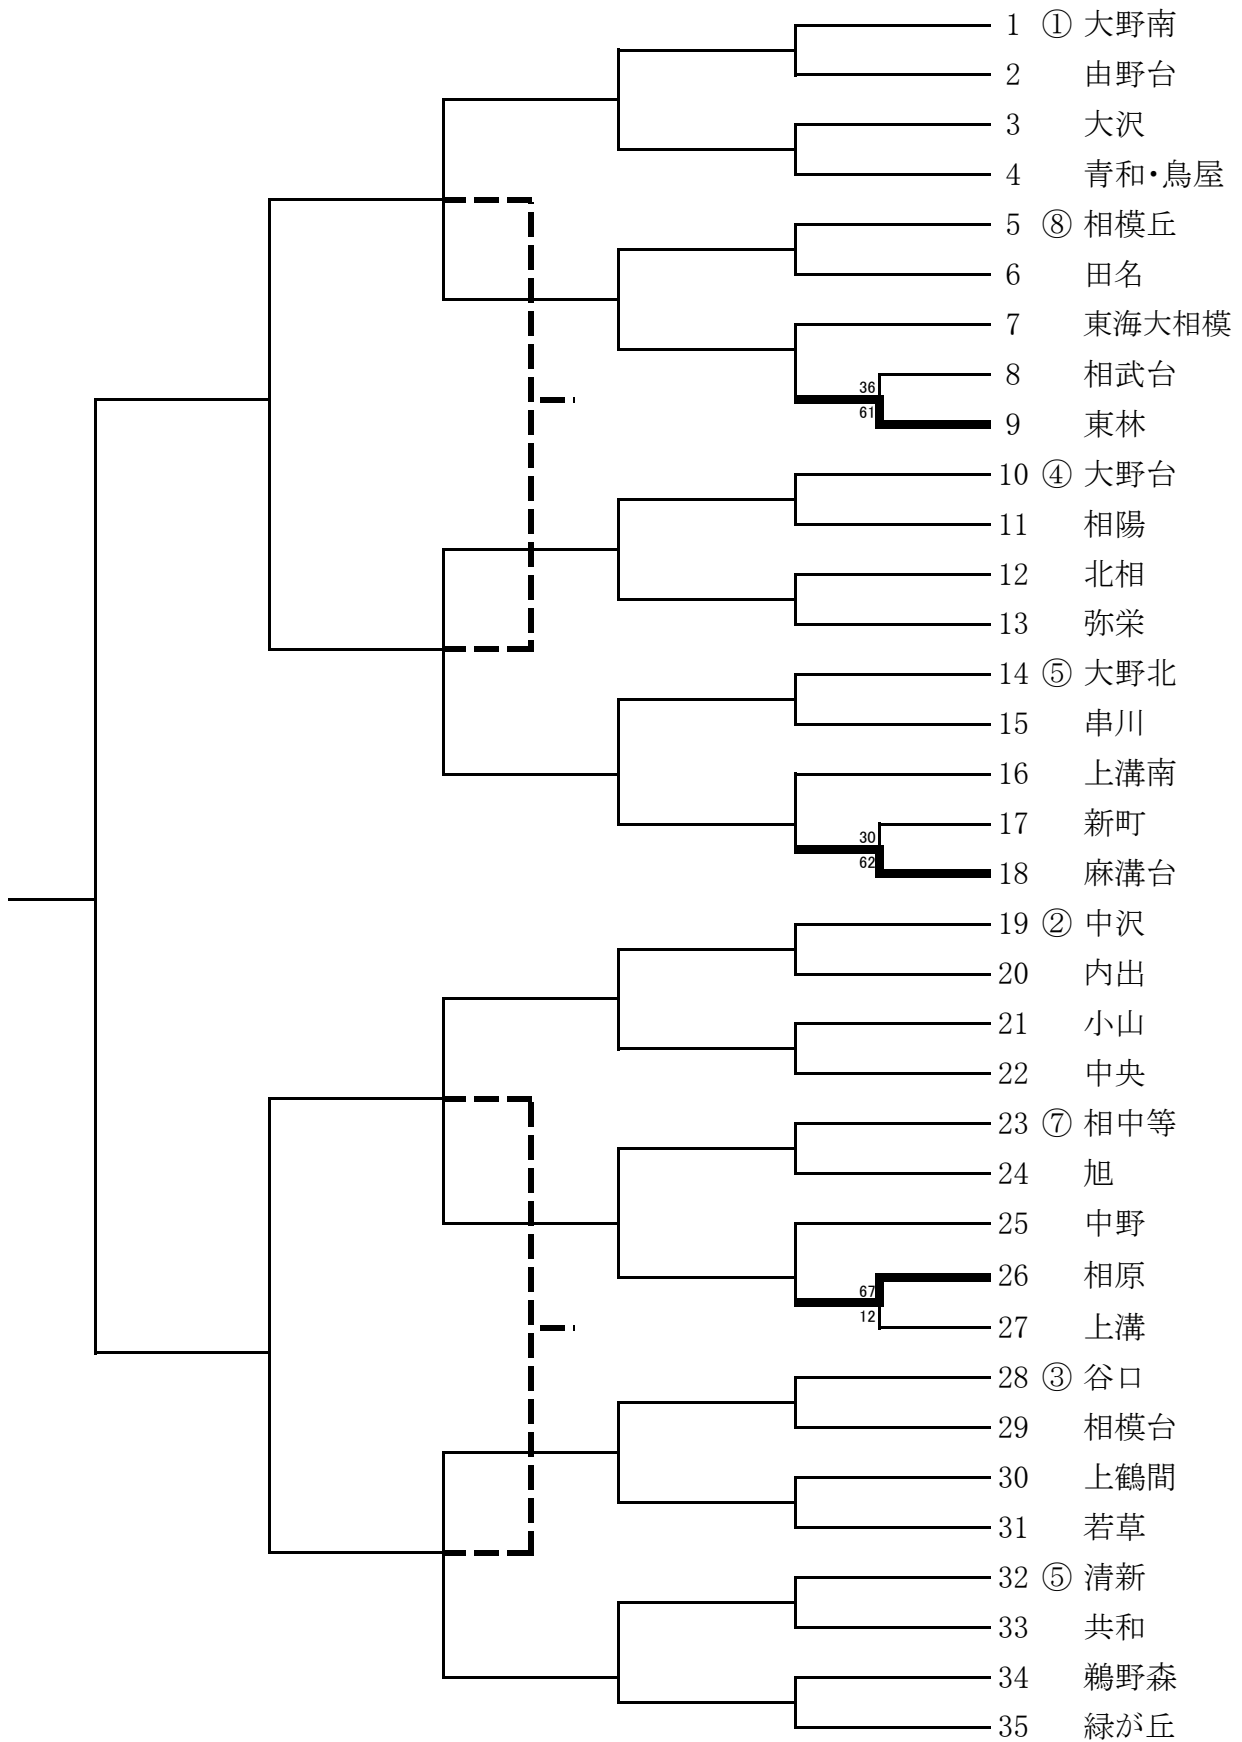 1 ① 大野南
2 由野台
3 大沢
4 青和・鳥屋
5 ⑧ 相模丘
6 田名
7 東海大相模
36
8 相武台
61
9 東林
10 ④ 大野台
11 相陽
12 北相
13 弥栄
14 ⑤ 大野北
15 串川
16 上溝南
30
17 新町
62
18 麻溝台
19 ② 中沢
20 内出
21 小山
22 中央
23 ⑦ 相中等
24 旭
25 中野
67
26 相原
12
27 上溝
28 ③ 谷口
29 相模台
30 上鶴間
31 若草
32 ⑤ 清新
33 共和
34 鵜野森
35 緑が丘